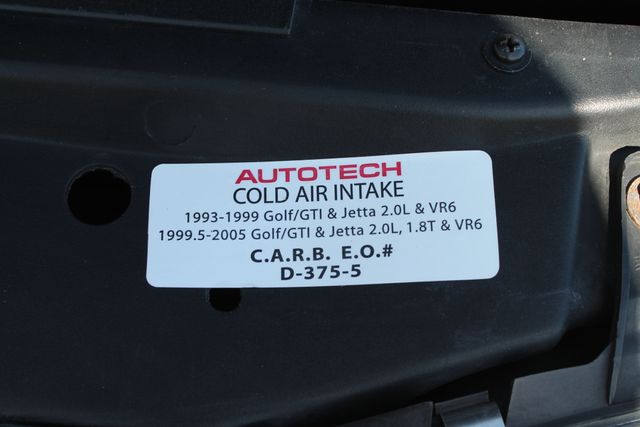 AUTOTECH
COLD AIR INTAKE
1993-1999 Golf/GTI & Jetta 2.0L & VR6
1999.5-2005 Golf/GTI & Jetta 2.0L, 1.8T & VR6
C.A.R.B. E.O.#
D-375-5